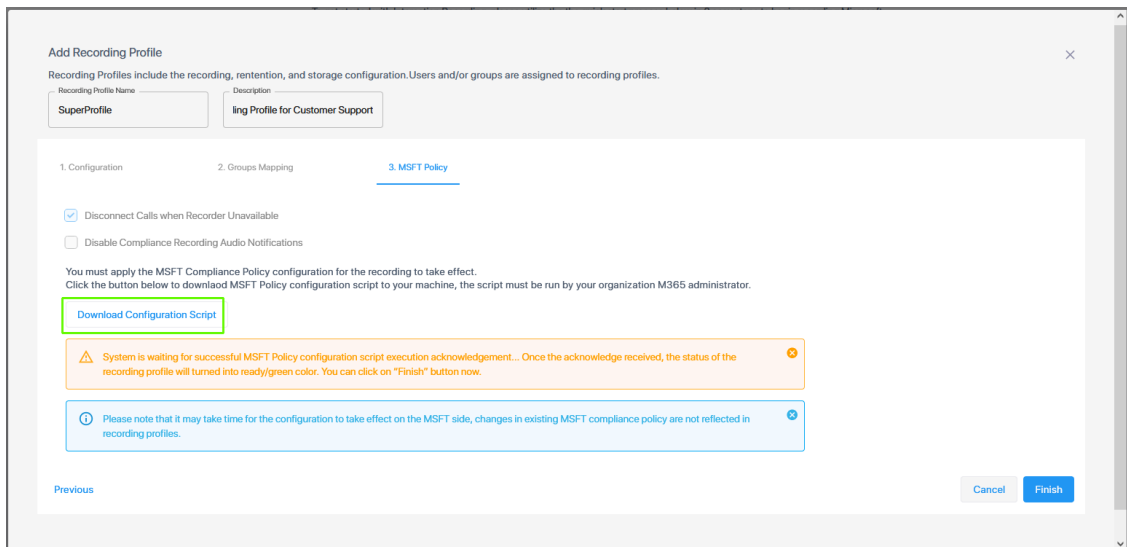 Add Recording Profile
Recording Profiles include the recording, rentention, and storage configuration.Users and/or groups are assigned to recording profiles.
Recording Profile Name
Description
SuperProfile
ling Profile for Customer Support
1. Configuration
2. Groups Mapping
3. MSFT Policy
Disconnect Calls when Recorder Unavailable
Disable Compliance Recording Audio Notifications
You must apply the MSFT Compliance Policy configuration for the recording to take effect.
Click the button below to downlaod MSFT Policy configuration script to your machine, the script must be run by your organization M365 administrator.
Download Configuration Script
System is waiting for successful MSFT Policy configuration script execution acknowledgement... Once the acknowledge received, the status of the
recording profile will turned into ready/green color. You can click on "Finish" button now.
Please note that it may take time for the configuration to take effect on the MSFT side, changes in existing MSFT compliance policy are not reflected in
recording profiles.
Previous
Cancel
Finish